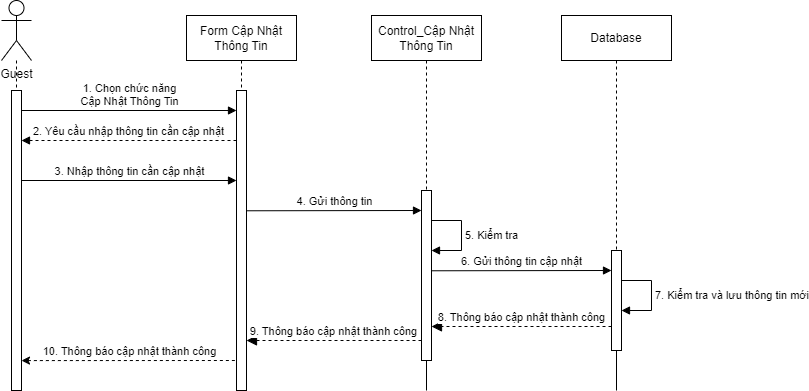 Guest
Form Cập Nhật
Thông Tin
Control_Cập Nhật
Thông Tin
Database
1. Chọn chức năng
Cập Nhật Thông Tin
2. Yêu cầu nhập thông tin cần cập nhật
3. Nhập thông tin cần cập nhật
4. Gửi thông tin
5. Kiểm tra
6. Gửi thông tin cập nhật
7. Kiểm tra và lưu thông tin mới
8. Thông báo cập nhật thành công
9. Thông báo cập nhật thành công
10. Thông báo cập nhật thành công